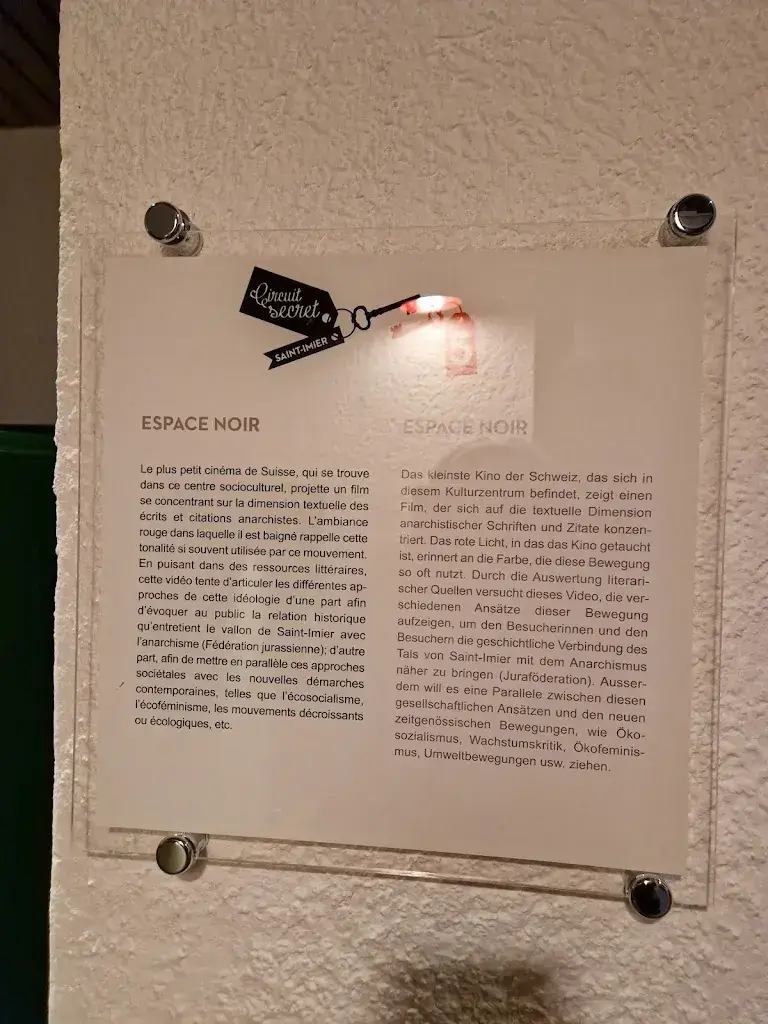 Circuit
secret
SAINT-IMIER
5
ESPACE NOIR
Le plus petit cinéma de Suisse, qui se trouve
dans ce centre socioculturel, projette un film
se concentrant sur la dimension textuelle des
écrits et citations anarchistes. L'ambiance
rouge dans laquelle il est baigné rappelle cette
tonalité si souvent utilisée par ce mouvement.
En puisant dans des ressources littéraires,
cette vidéo tente d'articuler les différentes ap-
proches de cette idéologie d'une part afin
d'évoquer au public la relation historique
qu'entretient le vallon de Saint-Imier avec
l'anarchisme (Fédération jurassienne); d'autre
part, afin de mettre en parallèle ces approches
sociétales avec les nouvelles démarches
contemporaines, telles que l'écosocialisme,
l'écoféminisme, les mouvements décroissants
ou écologiques, etc.
ESPACE NOIR
Das kleinste Kino der Schweiz, das sich in
diesem Kulturzentrum befindet, zeigt einen
Film, der sich auf die textuelle Dimension
anarchistischer Schriften und Zitate konzen-
triert. Das rote Licht, in das das Kino getaucht
ist, erinnert an die Farbe, die diese Bewegung
so oft nutzt. Durch die Auswertung literari-
scher Quellen versucht dieses Video, die ver-
schiedenen Ansätze dieser Bewegung
aufzeigen, um den Besucherinnen und den
Besuchern die geschichtliche Verbindung des
Tals von Saint-Imier mit dem Anarchismus
näher zu bringen (Juraföderation). Ausser-
dem will es eine Parallele zwischen diesen
gesellschaftlichen Ansätzen und den neuen
zeitgenössischen Bewegungen, wie Öko-
sozialismus, Wachstumskritik, Ökofeminis-
mus, Umweltbewegungen usw. ziehen.